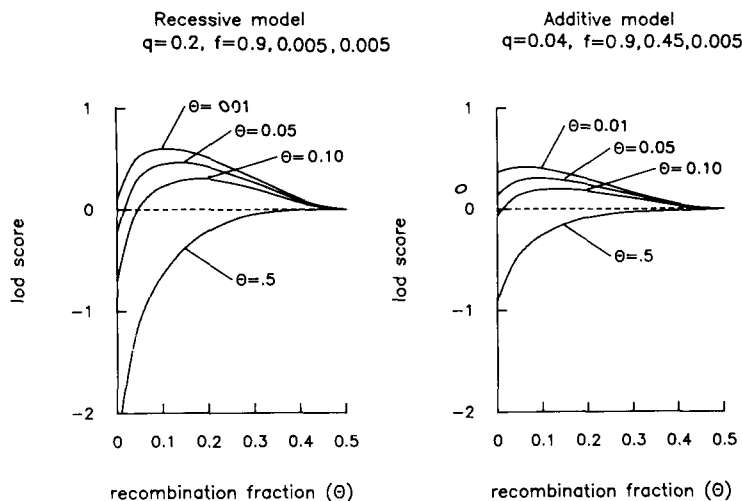 Recessive model
q=0.2, f=0.9,0.005,0.005
1
0
−1
−2
lod score
Θ= .001
Θ=0.05
Θ=0.10
Θ=.5
0 0.1 0.2 0.3 0.4 0.5
recombination fraction (Θ)
Additive model
q=0.04, f=0.9,0.45,0.005
1
0
0
−1
−2
lod score
Θ=0.01
Θ=0.05
Θ=0.10
Θ=.5
0 0.1 0.2 0.3 0.4 0.5
recombination fraction (Θ)